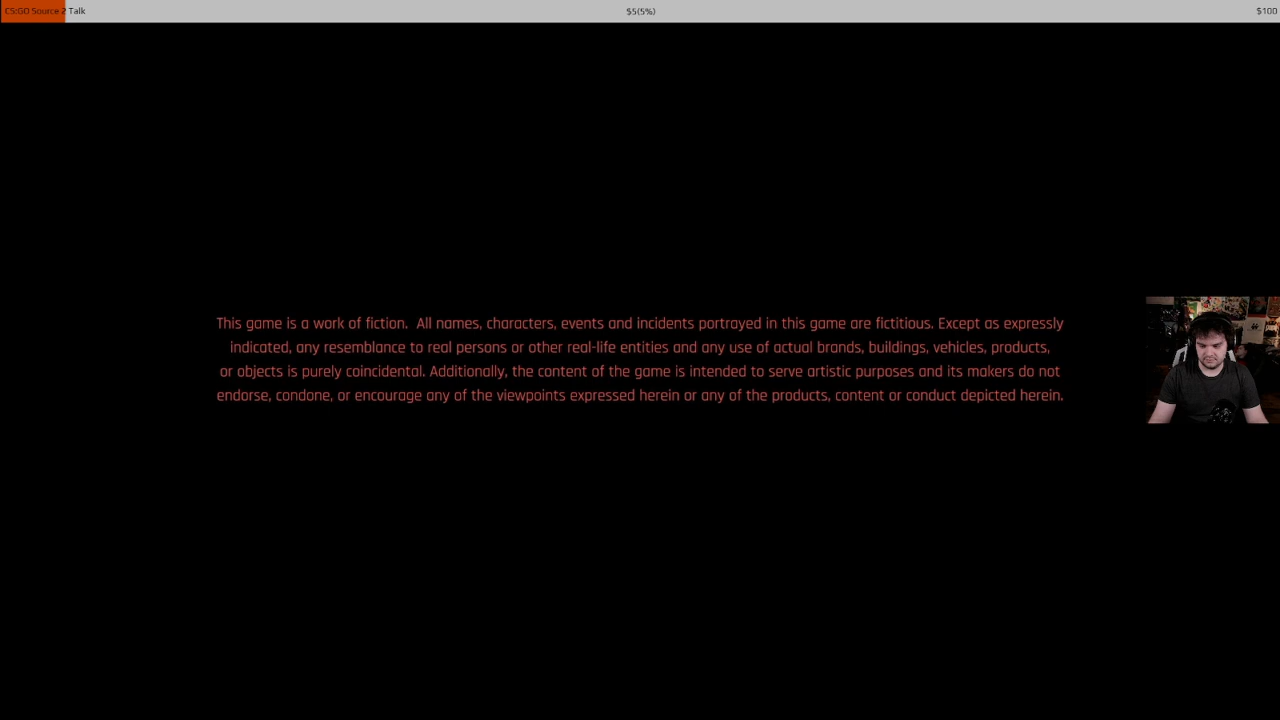 CS:GO Source 2 Talk
$5(5%)
$100
This game is a work of fiction.  All names, characters, events and incidents portrayed in this game are fictitious. Except as expressly
indicated, any resemblance to real persons or other real-life entities and any use of actual brands, buildings, vehicles, products,
or objects is purely coincidental. Additionally, the content of the game is intended to serve artistic purposes and its makers do not
endorse, condone, or encourage any of the viewpoints expressed herein or any of the products, content or conduct depicted herein.